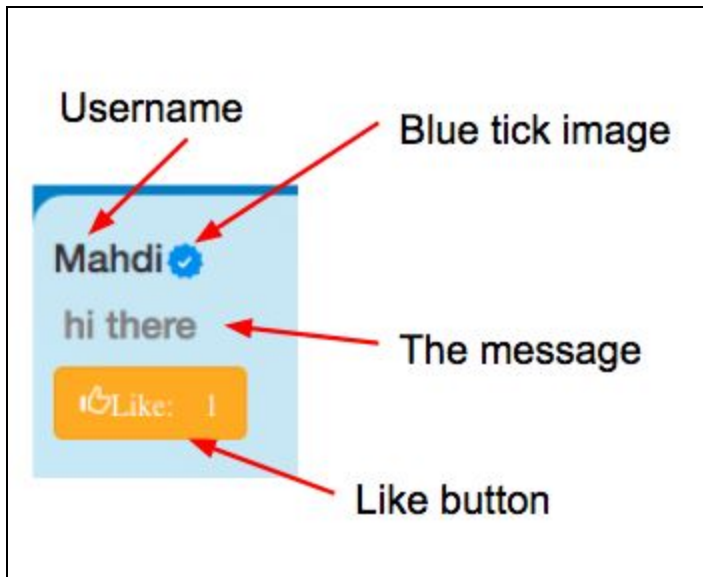 Username
Blue tick image
Mahdi
hi there
The message
Like: 1
Like button